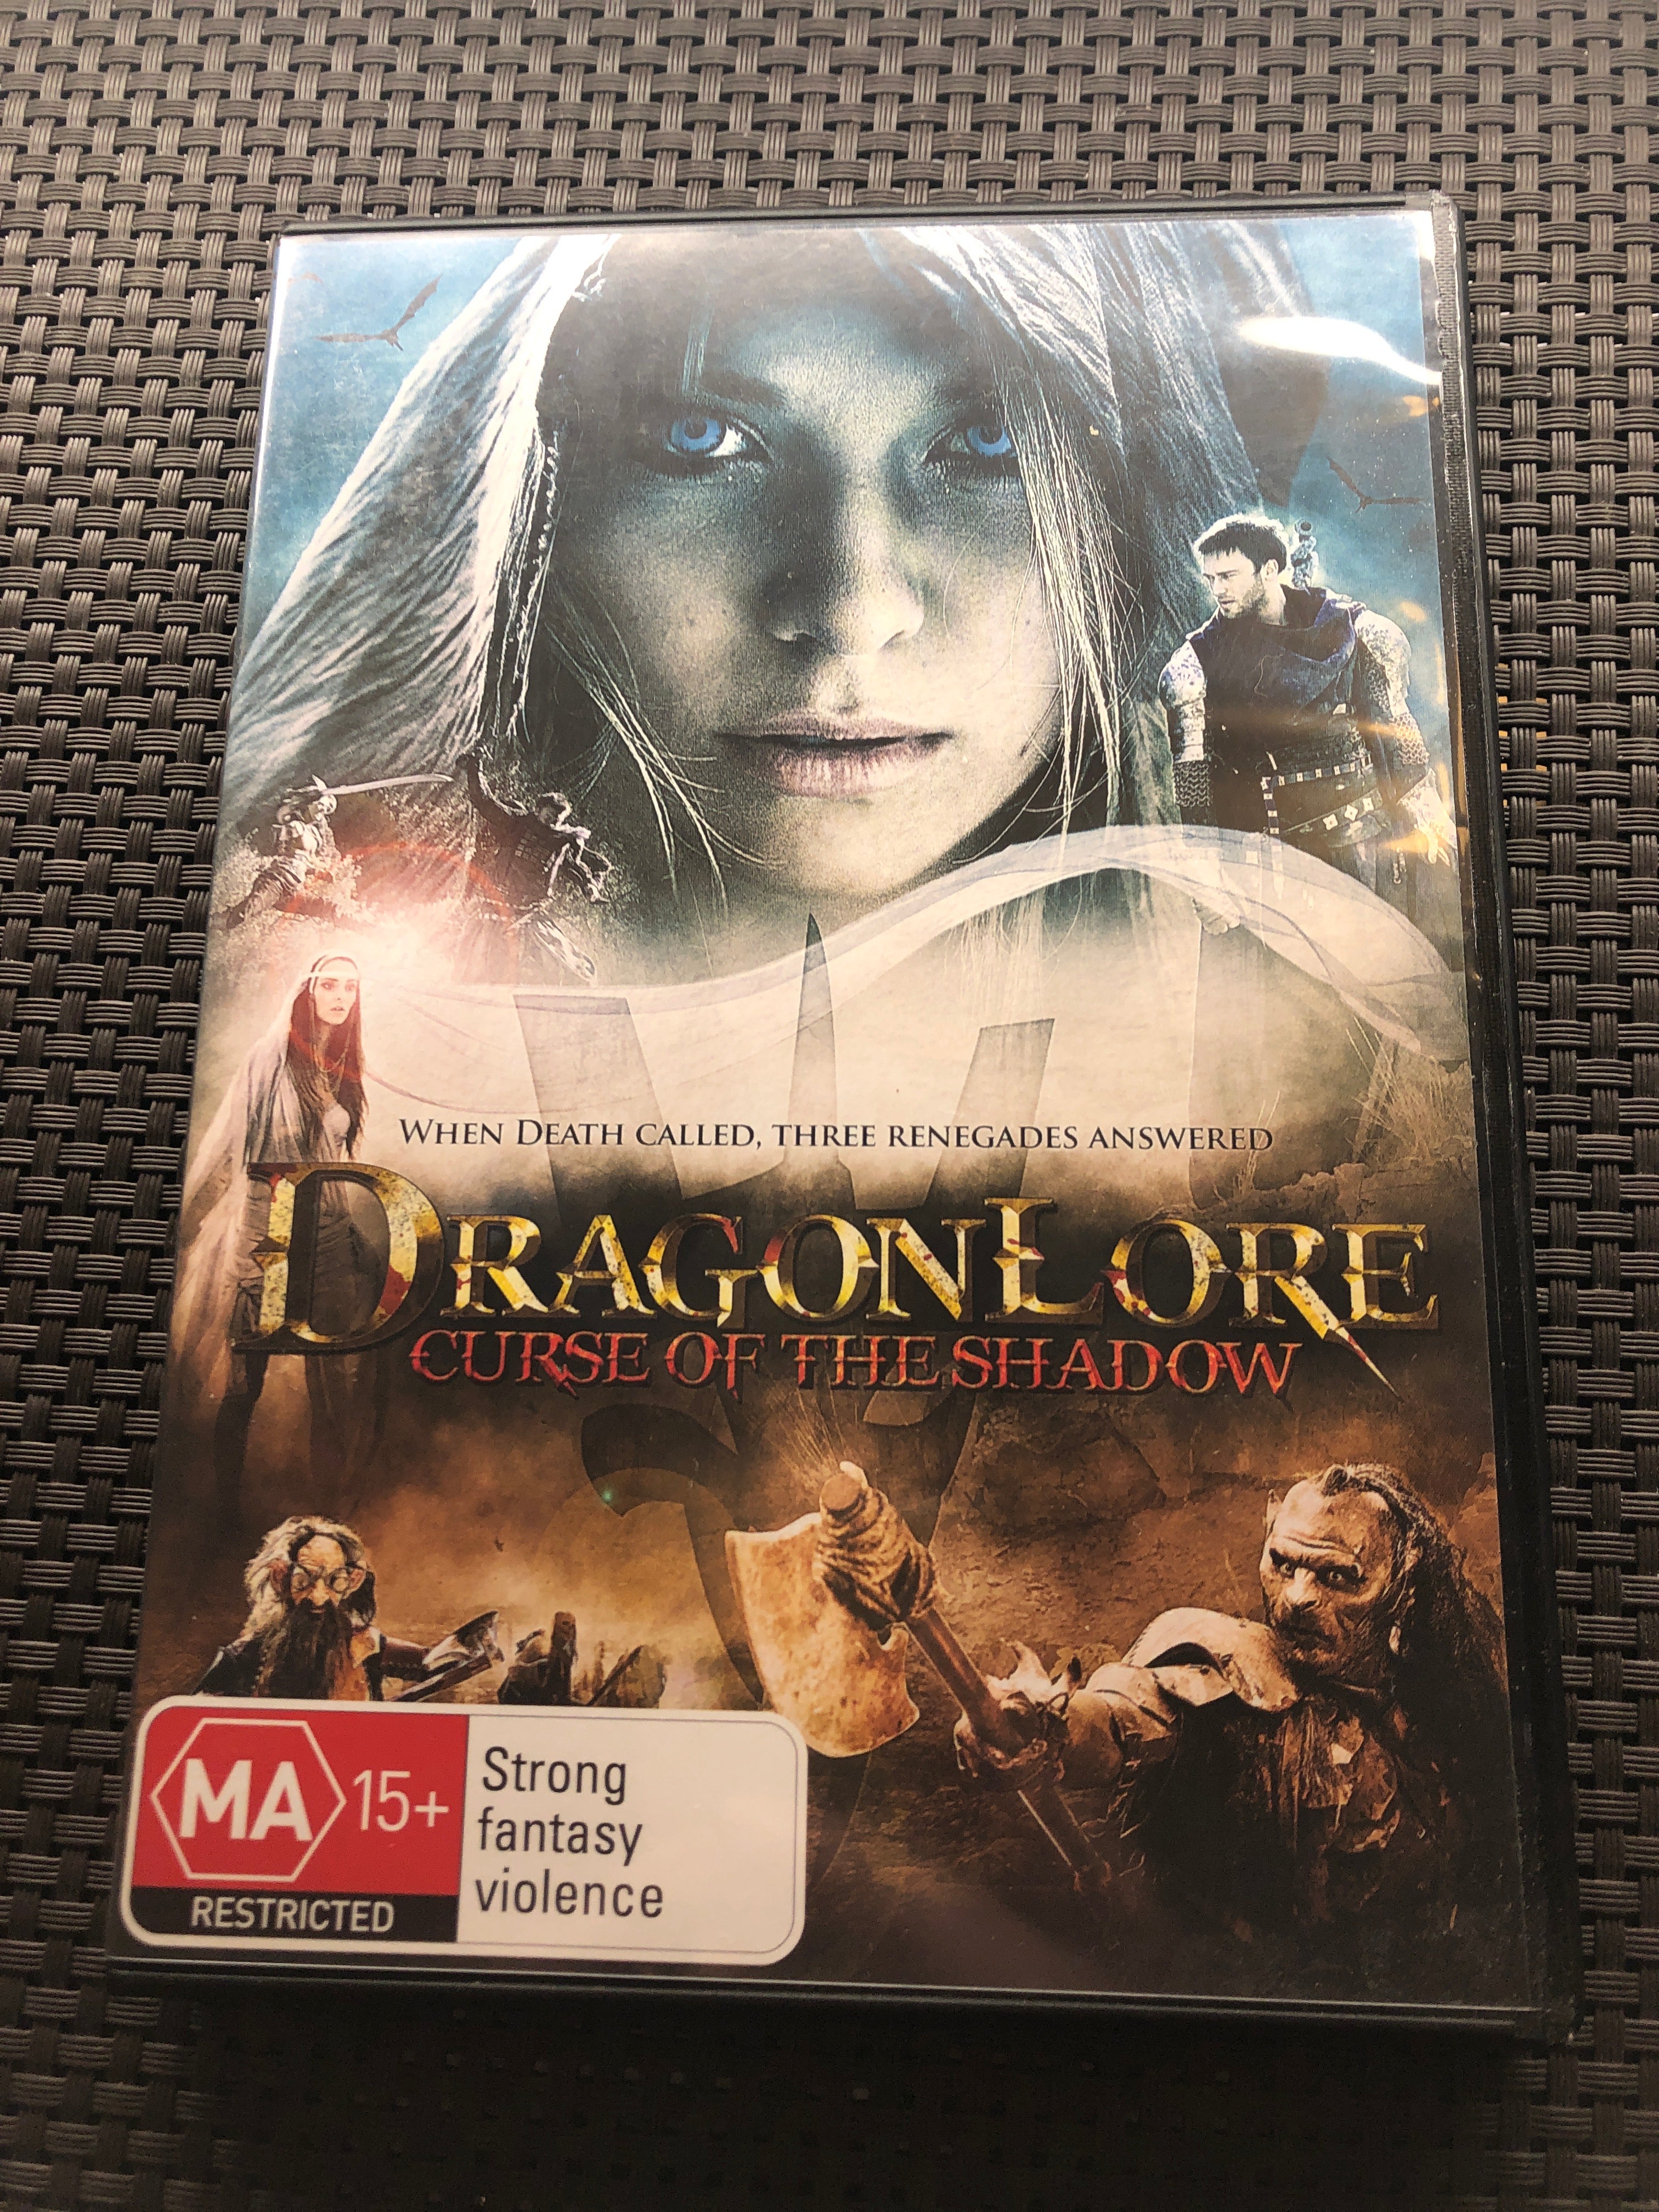 WHEN DEATH CALLED, THREE RENEGADES ANSWERED
DRAGONLORE
CURSE OF THE SHADOW
MA 15+
RESTRICTED
Strong
fantasy
violence